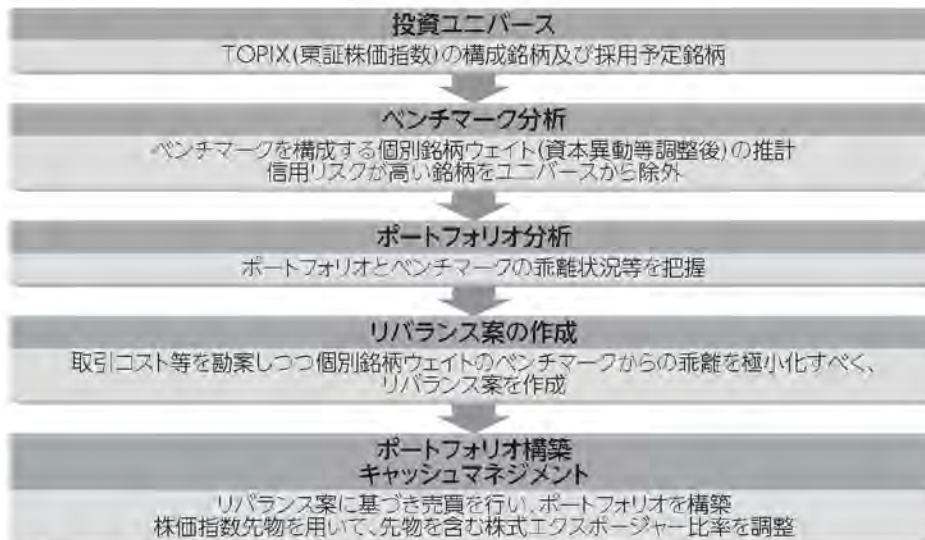 投資ユニバース
TOPIX(東証株価指数)の構成銘柄及び採用予定銘柄
ベンチマーク分析
ベンチマークを構成する個別銘柄ウェイト(資本異動等調整後)の推計
信用リスクが高い銘柄をユニバースから除外
ポートフォリオ分析
ポートフォリオとベンチマークの乖離状況等を把握
リバランス案の作成
取引コスト等を勘案しつつ個別銘柄ウェイトのベンチマークからの乖離を極小化すべく、
リバランス案を作成
ポートフォリオ構築
キャッシュマネジメント
リバランス案に基づき売買を行い、ポートフォリオを構築
株価指数先物を用いて、先物を含む株式エクスポージャー比率を調整